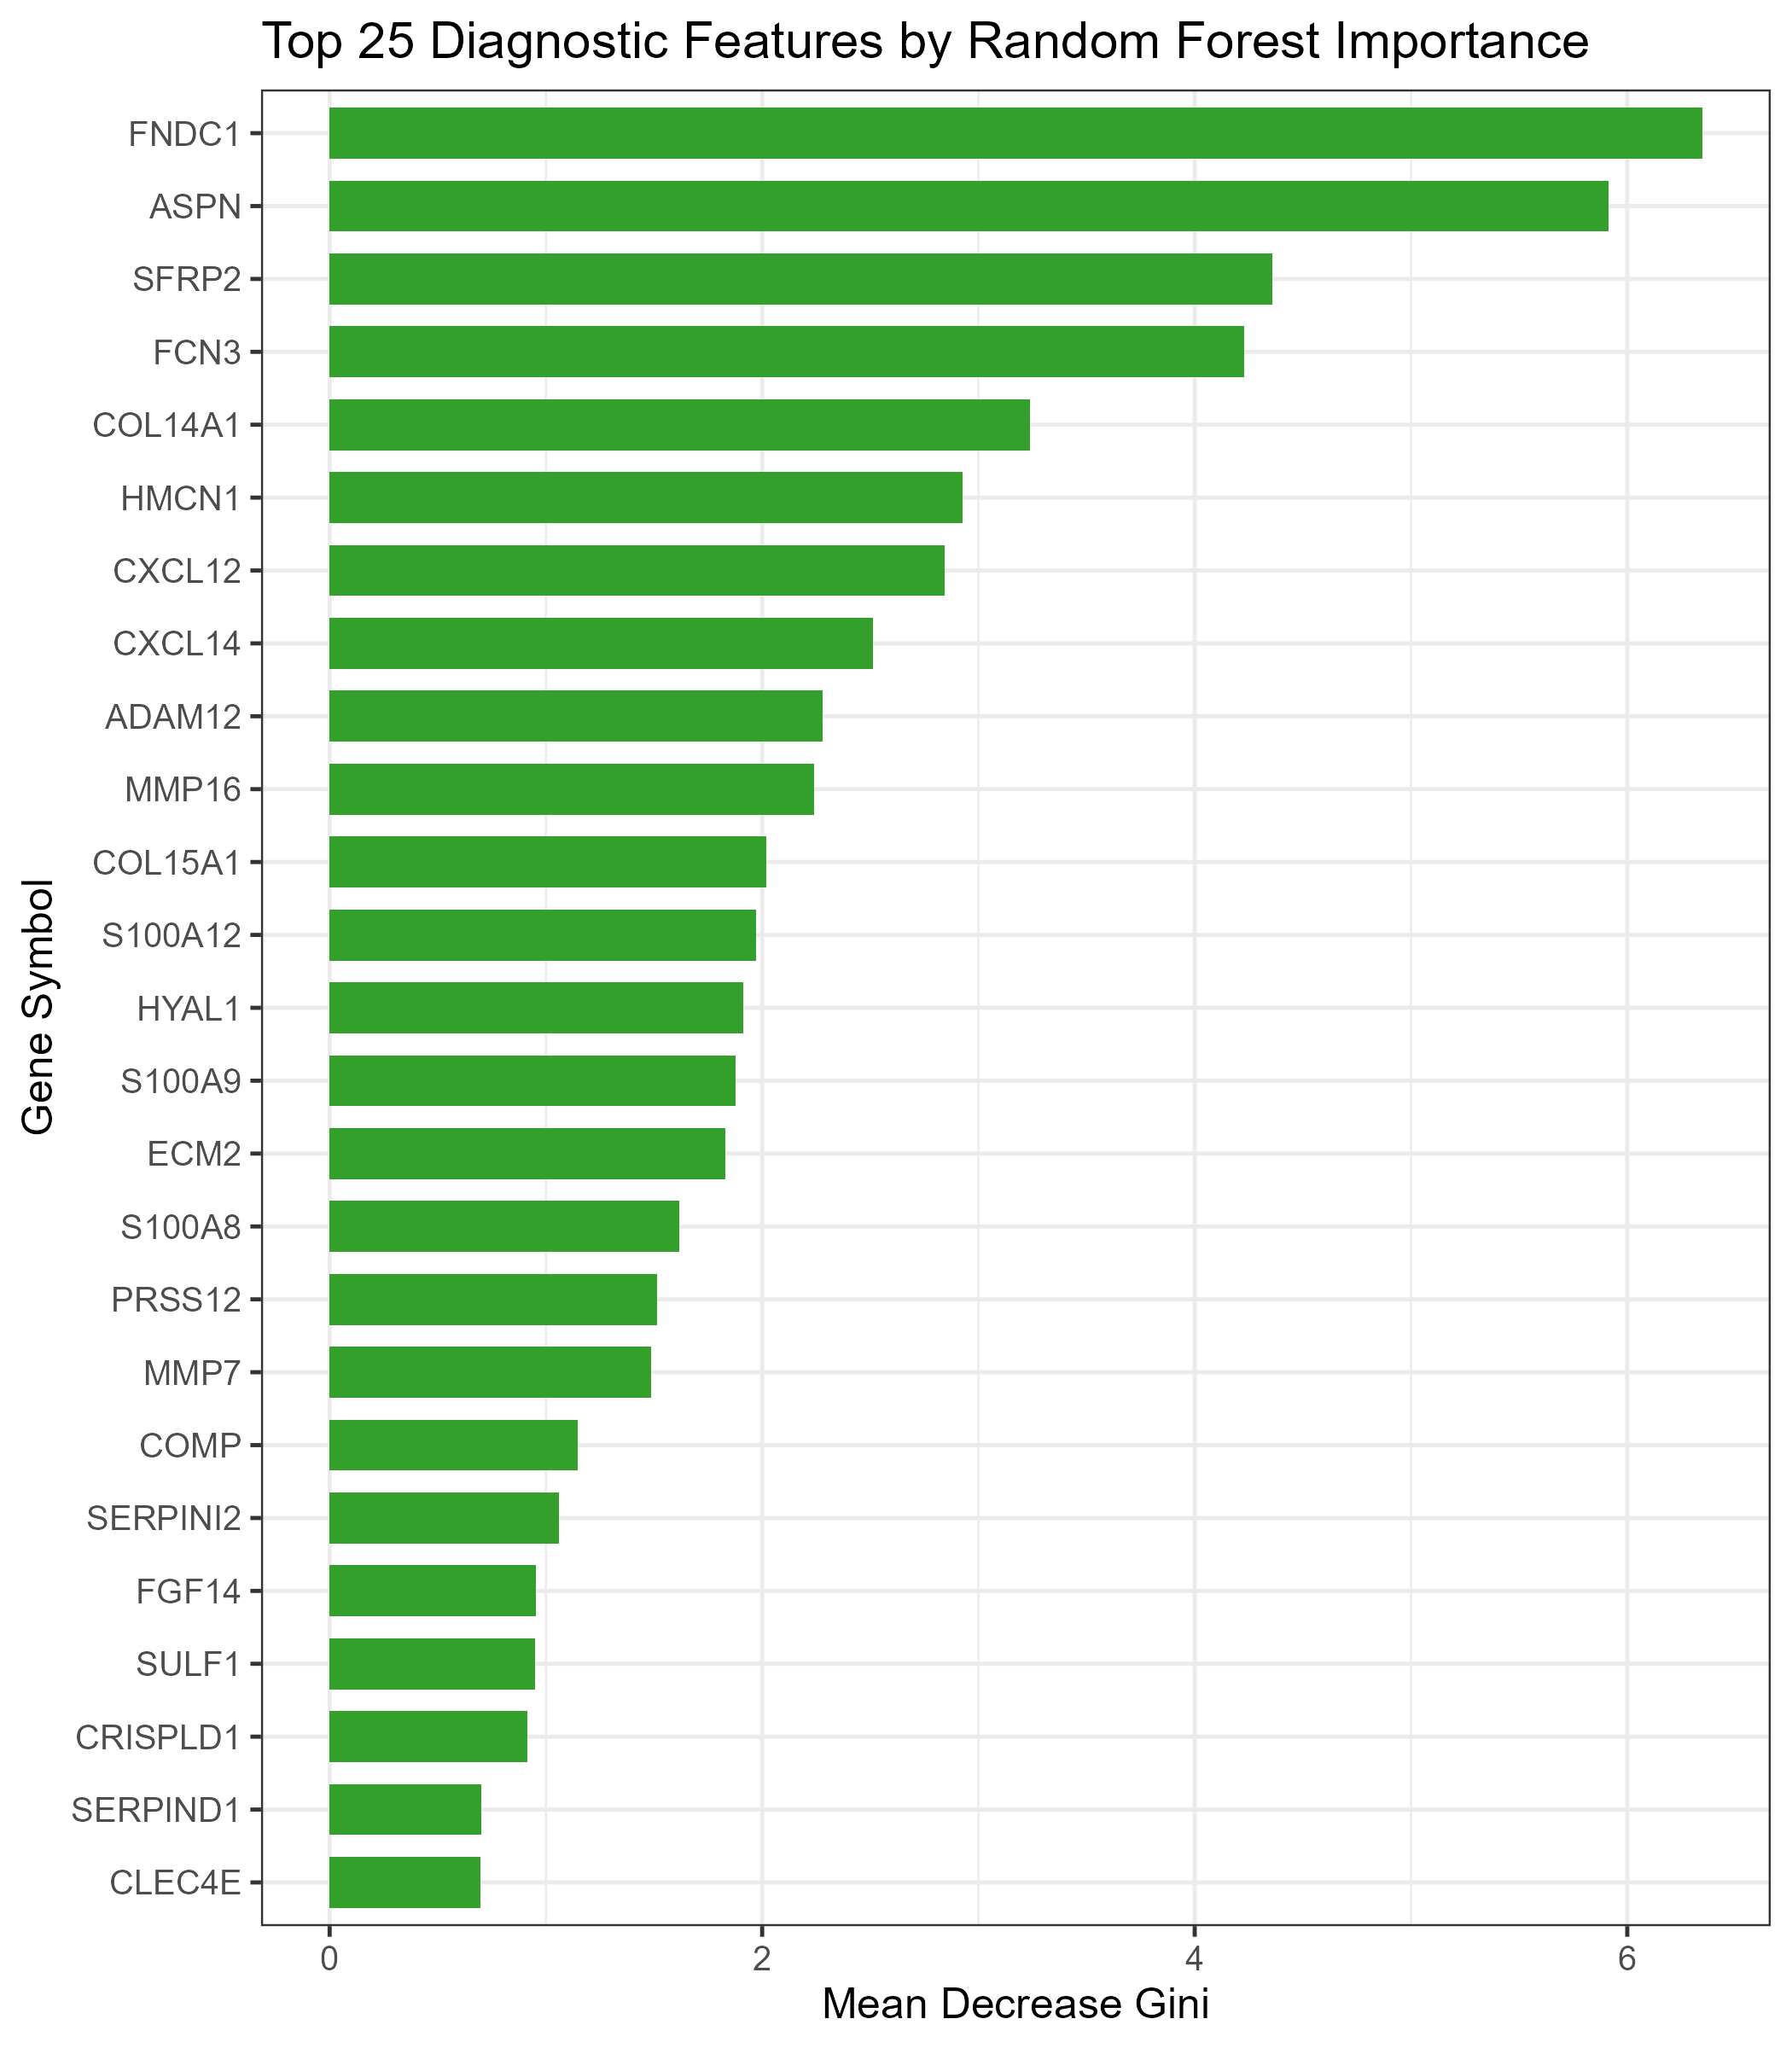 Top 25 Diagnostic Features by Random Forest Importance
Gene Symbol
FNDC1
ASPN
SFRP2
FCN3
COL14A1
HMCN1
CXCL12
CXCL14
ADAM12
MMP16
COL15A1
S100A12
HYAL1
S100A9
ECM2
S100A8
PRSS12
MMP7
COMP
SERPINI2
FGF14
SULF1
CRISPLD1
SERPIND1
CLEC4E
0 2 4 6
Mean Decrease Gini